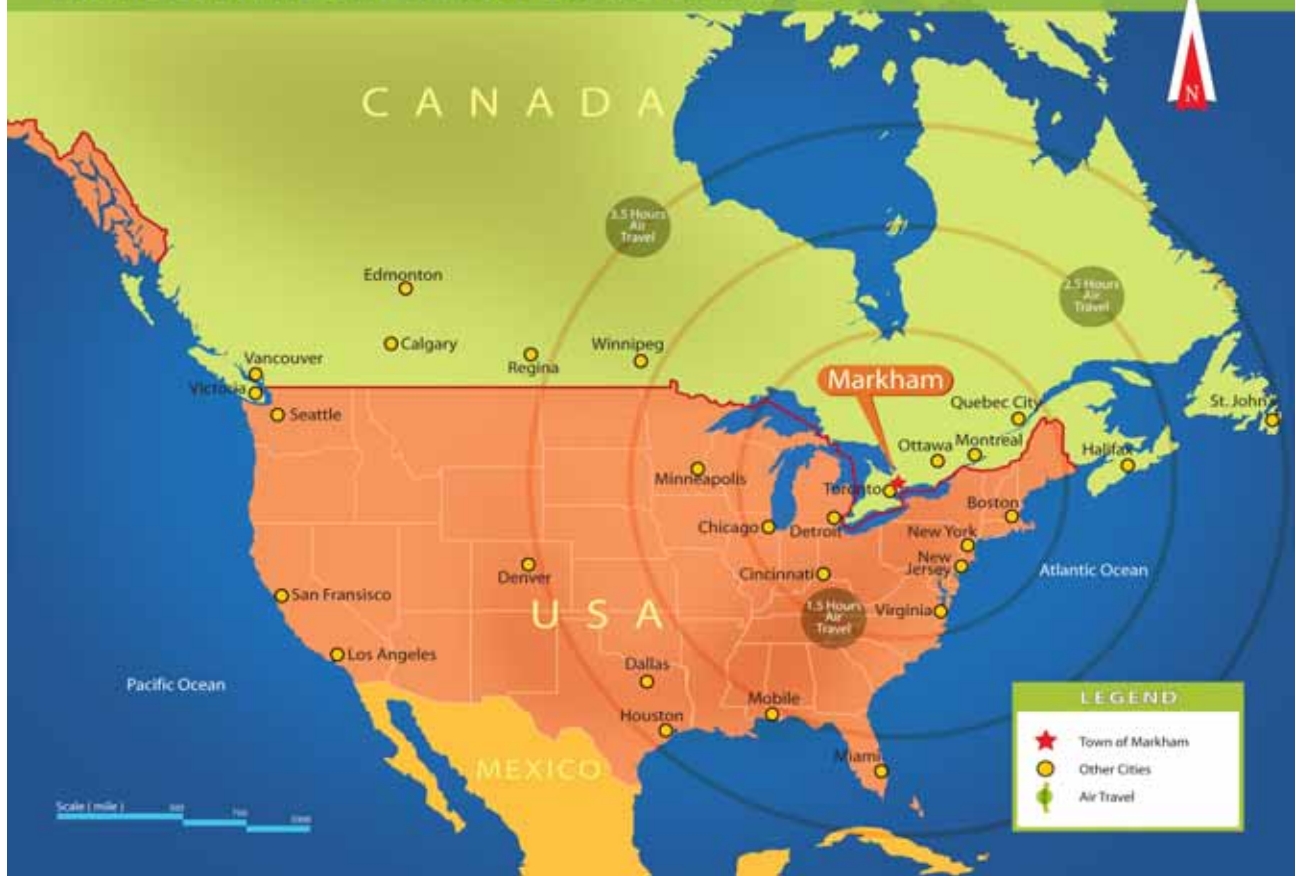 CANADA
N
3.5 Hours
Air
Travel
2.5 Hours
Air
Travel
Edmonton
Calgary
Vancouver
Victoria
Seattle
Regina
Winnipeg
Markham
Quebec City
St. John's
Ottawa
Montreal
Halifax
Minneapolis
Toronto
Boston
Chicago
Detroit
New York
New
Jersey
Denver
Cincinnati
Atlantic Ocean
San Fransisco
USA
1.5 Hours
Air
Travel
Virginia
Los Angeles
Dallas
Pacific Ocean
Houston
Mobile
Miami
MEXICO
LEGEND
Town of Markham
Other Cities
Air Travel
Scale ( mile )